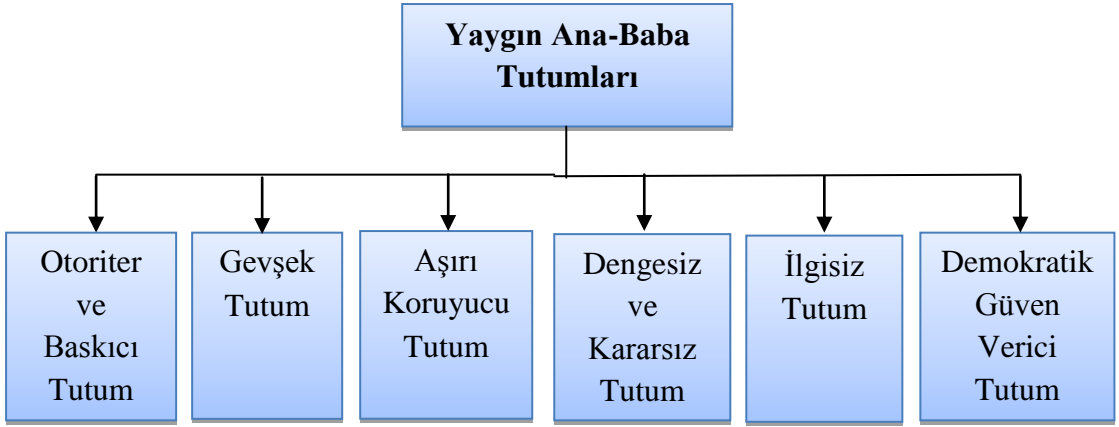 Yaygın Ana-Baba
Tutumları
Otoriter
ve
Baskıcı
Tutum
Gevşek
Tutum
Aşırı
Koruyucu
Tutum
Dengesiz
ve
Kararsız
Tutum
İlgisiz
Tutum
Demokratik
Güven
Verici
Tutum